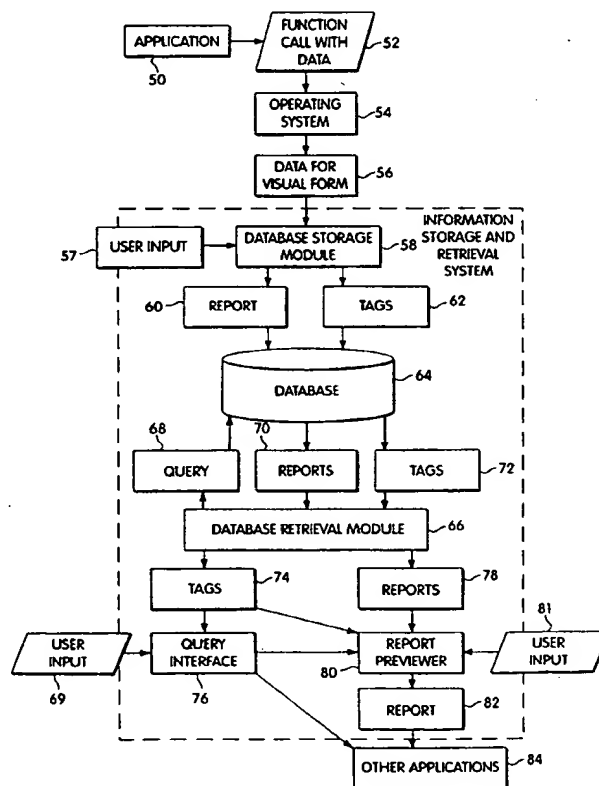 APPLICATION
50
FUNCTION
CALL WITH
DATA
52
OPERATING
SYSTEM
54
DATA FOR
VISUAL FORM
56
INFORMATION
STORAGE AND
RETRIEVAL
SYSTEM
57
USER INPUT
DATABASE STORAGE
MODULE
58
60
REPORT
TAGS
62
DATABASE
64
68
QUERY
70
REPORTS
TAGS
72
DATABASE RETRIEVAL MODULE
66
TAGS
74
REPORTS
78
USER
INPUT
69
QUERY
INTERFACE
76
REPORT
PREVIEWER
80
81
USER
INPUT
REPORT
82
OTHER APPLICATIONS
84